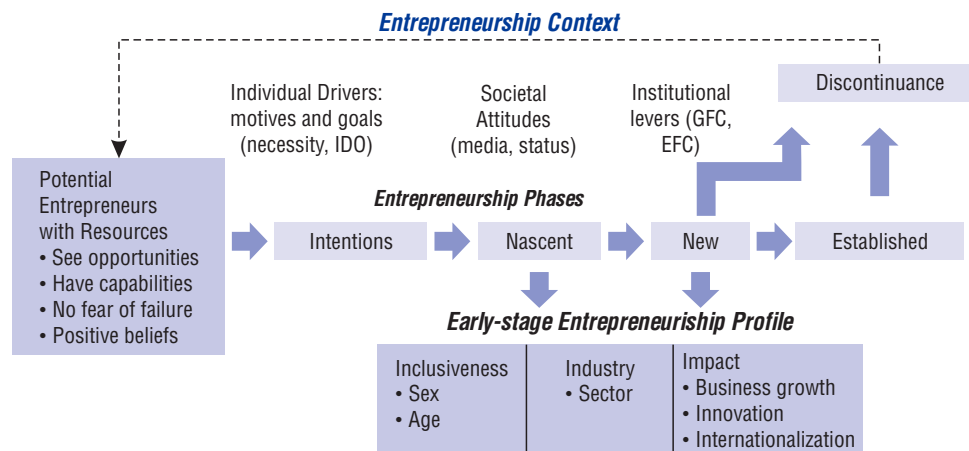 Entrepreneurship Context
Individual Drivers:
motives and goals
(necessity, IDO)
Societal
Attitudes
(media, status)
Institutional
levers (GFC,
EFC)
Discontinuance
Potential
Entrepreneurs
with Resources
• See opportunities
• Have capabilities
• No fear of failure
• Positive beliefs
Entrepreneurship Phases
Intentions
Nascent
New
Established
Early-stage Entrepreneuriship Profile
Inclusiveness
• Sex
• Age
Industry
• Sector
Impact
• Business growth
• Innovation
• Internationalization